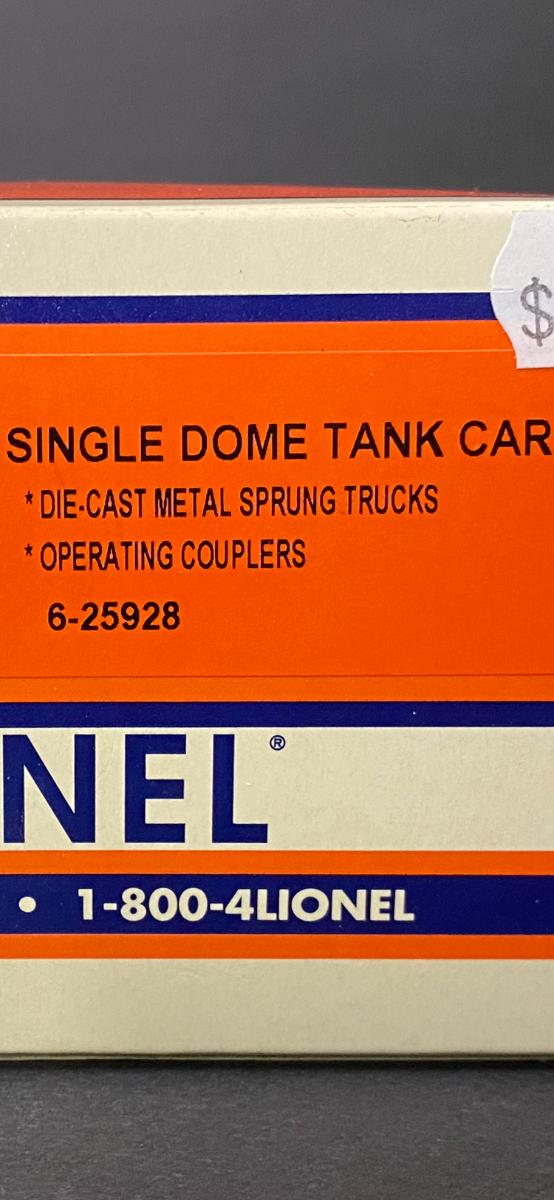 $
SINGLE DOME TANK CAR
* DIE-CAST METAL SPRUNG TRUCKS
* OPERATING COUPLERS
6-25928
NEL®
• 1-800-4LIONEL